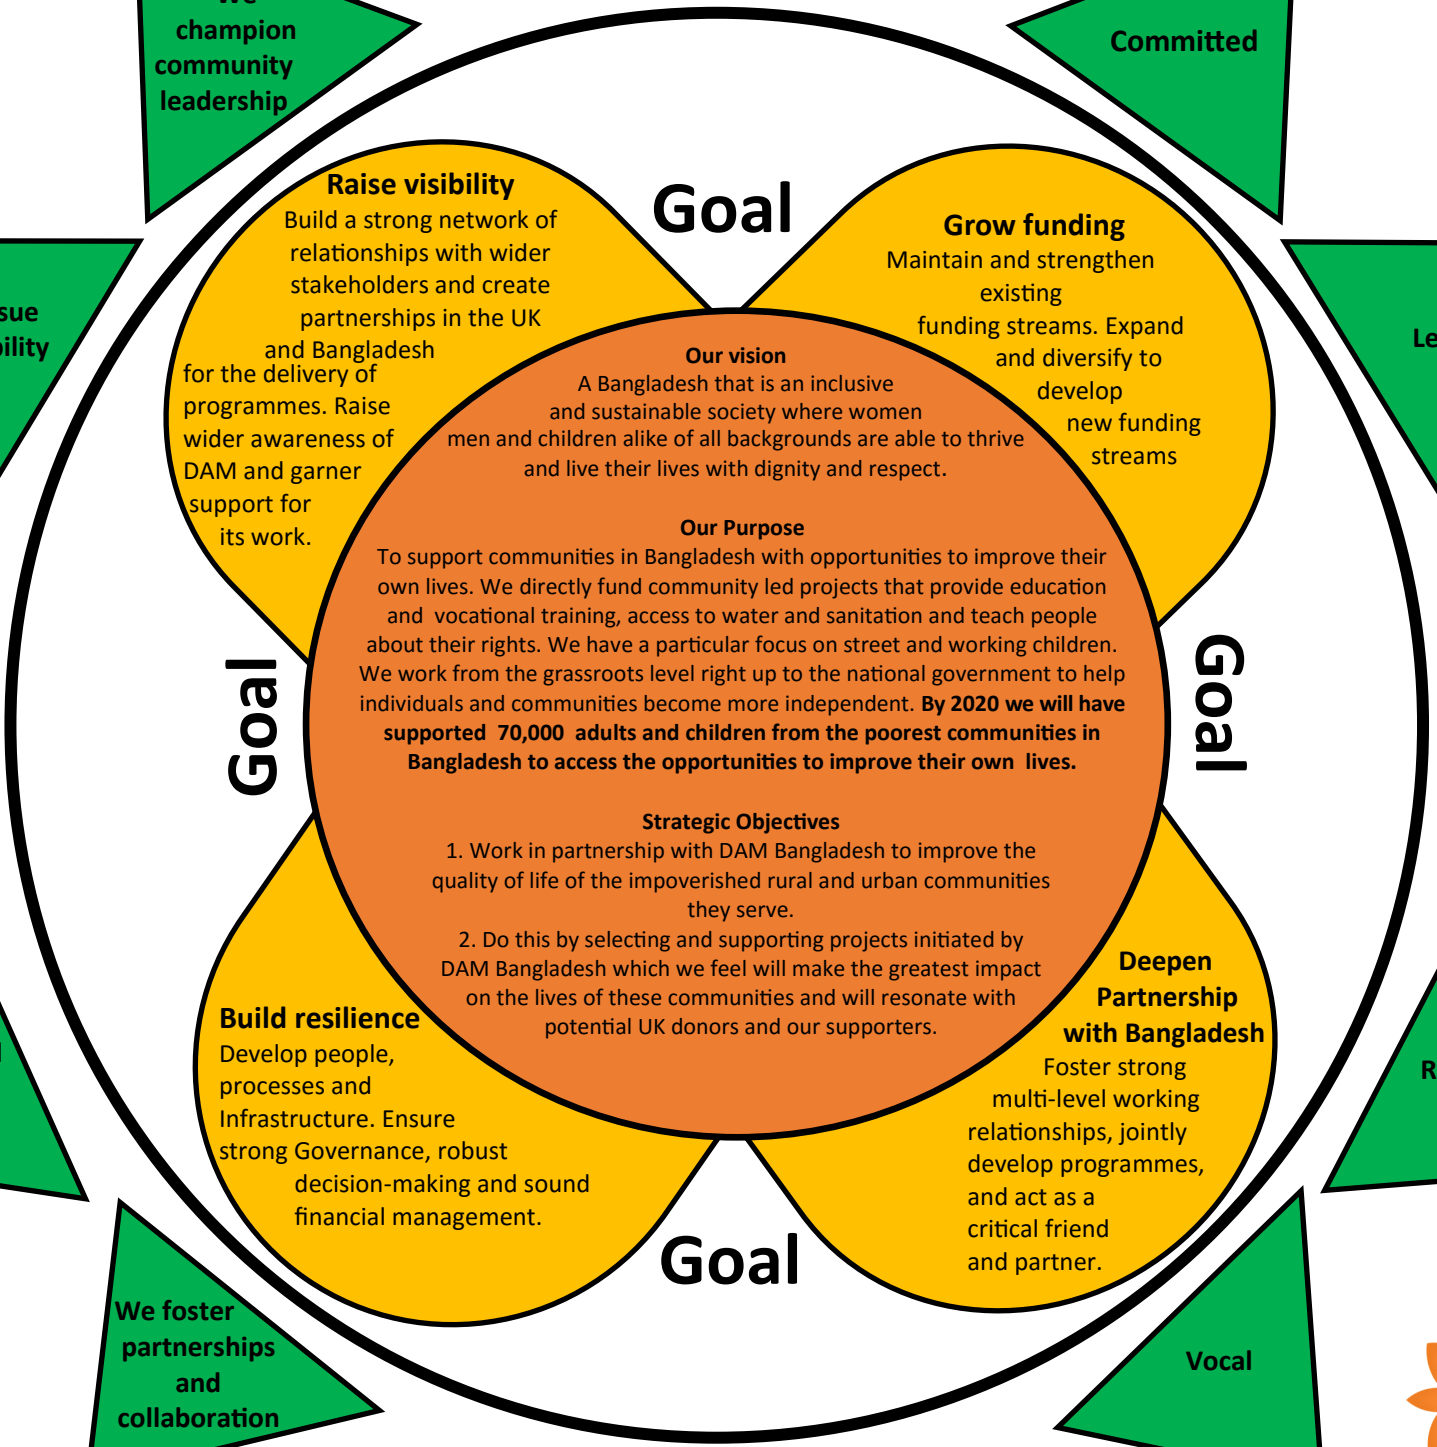 We
champion
community
leadership
Committed
Raise visibility
Build a strong network of
relationships with wider
stakeholders and create
partnerships in the UK
and Bangladesh
for the delivery of
programmes. Raise
wider awareness of
DAM and garner
support for
its work.
Goal
Grow funding
Maintain and strengthen
existing
funding streams. Expand
and diversify to
develop
new funding
streams
Our vision
A Bangladesh that is an inclusive
and sustainable society where women
men and children alike of all backgrounds are able to thrive
and live their lives with dignity and respect.
Our Purpose
To support communities in Bangladesh with opportunities to improve their
own lives. We directly fund community led projects that provide education
and vocational training, access to water and sanitation and teach people
about their rights. We have a particular focus on street and working children.
We work from the grassroots level right up to the national government to help
individuals and communities become more independent. By 2020 we will have
supported 70,000 adults and children from the poorest communities in
Bangladesh to access the opportunities to improve their own lives.
Strategic Objectives
1. Work in partnership with DAM Bangladesh to improve the
quality of life of the impoverished rural and urban communities
they serve.
2. Do this by selecting and supporting projects initiated by
DAM Bangladesh which we feel will make the greatest impact
on the lives of these communities and will resonate with
potential UK donors and our supporters.
Goal
Goal
Build resilience
Develop people,
processes and
Infrastructure. Ensure
strong Governance, robust
decision-making and sound
financial management.
Deepen
Partnership
with Bangladesh
Foster strong
multi-level working
relationships, jointly
develop programmes,
and act as a
critical friend
and partner.
Goal
We foster
partnerships
and
collaboration
Vocal